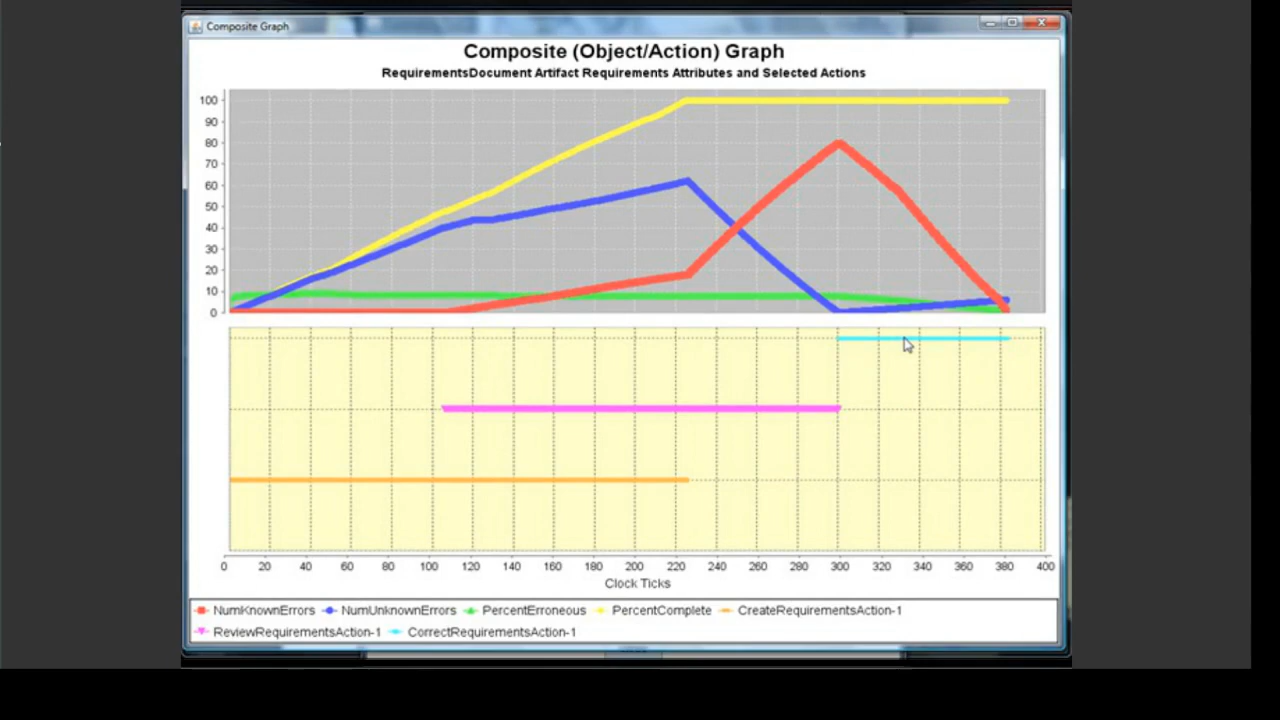 Composite Graph
Composite (Object/Action) Graph
RequirementsDocument Artifact Requirements Attributes and Selected Actions
100
90
80
70
60
50
40
30
20
10
0
0 20 40 60 80 100 120 140 160 180 200 220 240 260 280 300 320 340 360 380 400
Clock Ticks
NumKnownErrors NumUnknownErrors PercentErroneous PercentComplete CreateRequirementsAction-1
ReviewRequirementsAction-1 CorrectRequirementsAction-1